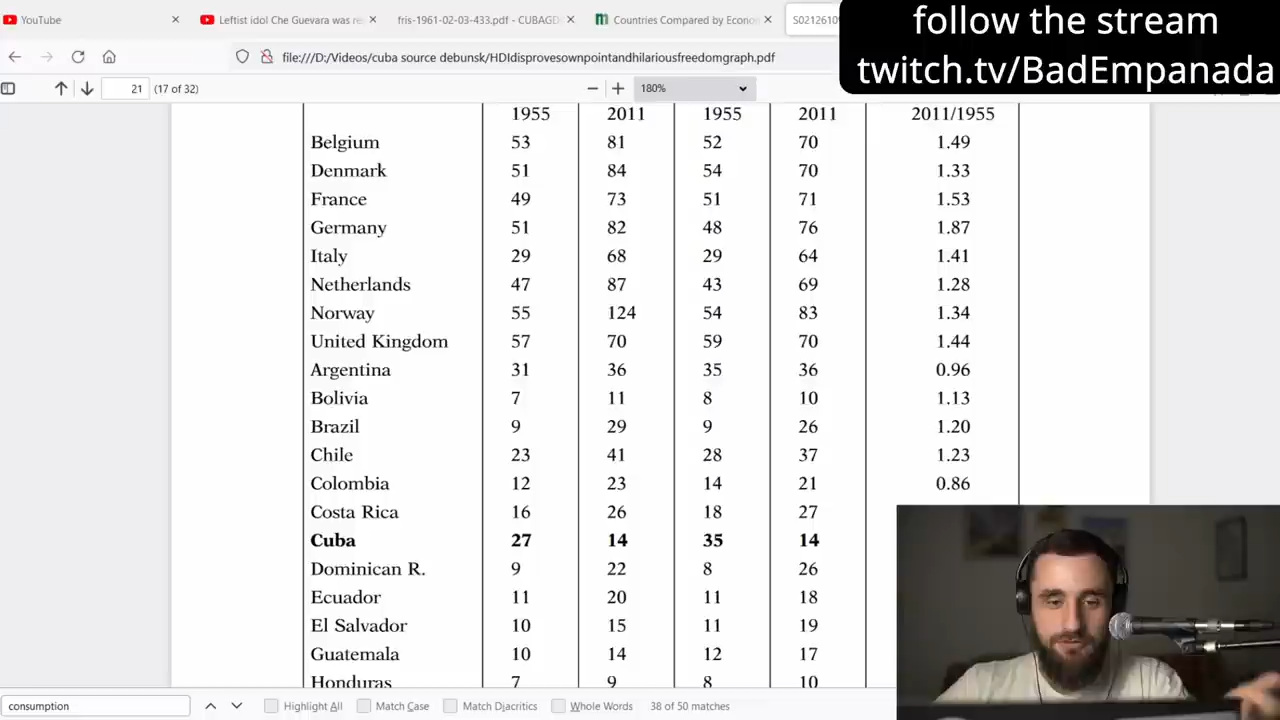 YouTube
Leftist idol Che Guevara was re
fris-1961-02-03-433.pdf - CUBAGD
Countries Compared by Econo
S0212610
follow the stream
twitch.tv/BadEmpanada
file:///D:/Videos/cuba source debunsk/HDIdisprovesownpointandhilariousfreedomgraph.pdf
21 (17 of 32) 180%
1955 2011 1955 2011 2011/1955
Belgium 53 81 52 70 1.49
Denmark 51 84 54 70 1.33
France 49 73 51 71 1.53
Germany 51 82 48 76 1.87
Italy 29 68 29 64 1.41
Netherlands 47 87 43 69 1.28
Norway 55 124 54 83 1.34
United Kingdom 57 70 59 70 1.44
Argentina 31 36 35 36 0.96
Bolivia 7 11 8 10 1.13
Brazil 9 29 9 26 1.20
Chile 23 41 28 37 1.23
Colombia 12 23 14 21 0.86
Costa Rica 16 26 18 27
Cuba 27 14 35 14
Dominican R. 9 22 8 26
Ecuador 11 20 11 18
El Salvador 10 15 11 19
Guatemala 10 14 12 17
Honduras 7 9 8 10
consumption Highlight All Match Case Match Diacritics Whole Words 38 of 50 matches